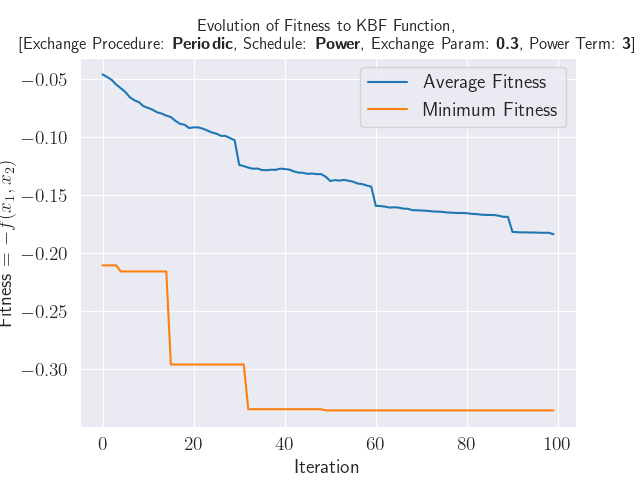 Evolution of Fitness to KBF Function,
[Exchange Procedure: Periodic, Schedule: Power, Exchange Param: 0.3, Power Term: 3]
Average Fitness
Minimum Fitness
Fitness = −f(x₁, x₂)
−0.05
−0.10
−0.15
−0.20
−0.25
−0.30
0 20 40 60 80 100
Iteration